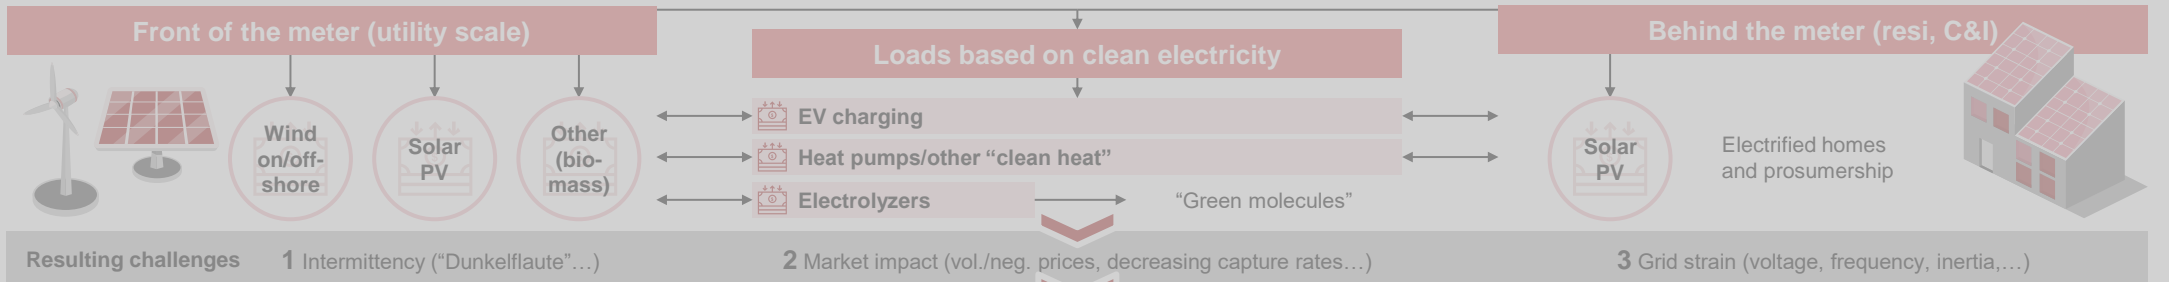 Front of the meter (utility scale)
Wind
on/off-
shore
Solar
PV
Other
(bio-
mass)
Loads based on clean electricity
EV charging
Heat pumps/other “clean heat”
Electrolyzers
“Green molecules”
Behind the meter (resi, C&I)
Solar
PV
Electrified homes
and prosumership
Resulting challenges
1 Intermittency (“Dunkelflaute”…)
2 Market impact (vol./neg. prices, decreasing capture rates…)
3 Grid strain (voltage, frequency, inertia,…)